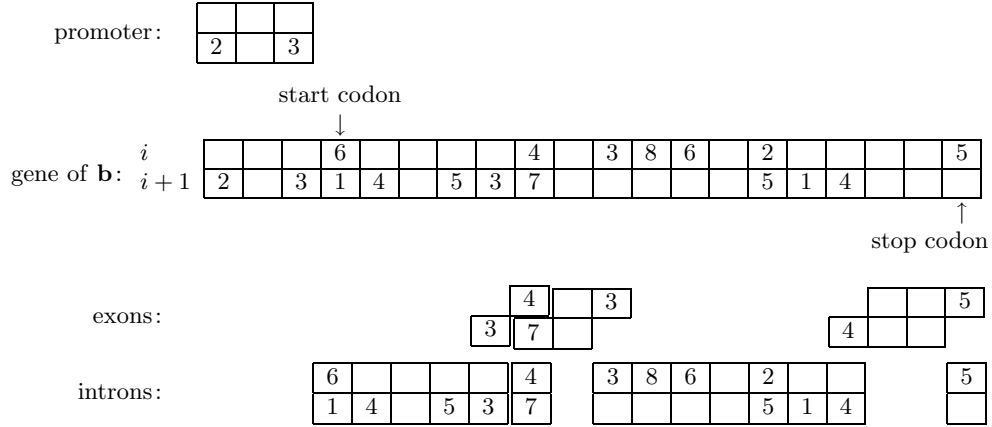 promoter:
2 3
start codon
↓
i 6 4 3 8 6 2 5
gene of b:
i + 1 2 3 1 4 5 3 7 5 1 4
↑
stop codon
4 3 5
exons:
3 7 4
6 4 3 8 6 2 5
introns:
1 4 5 3 7 5 1 4